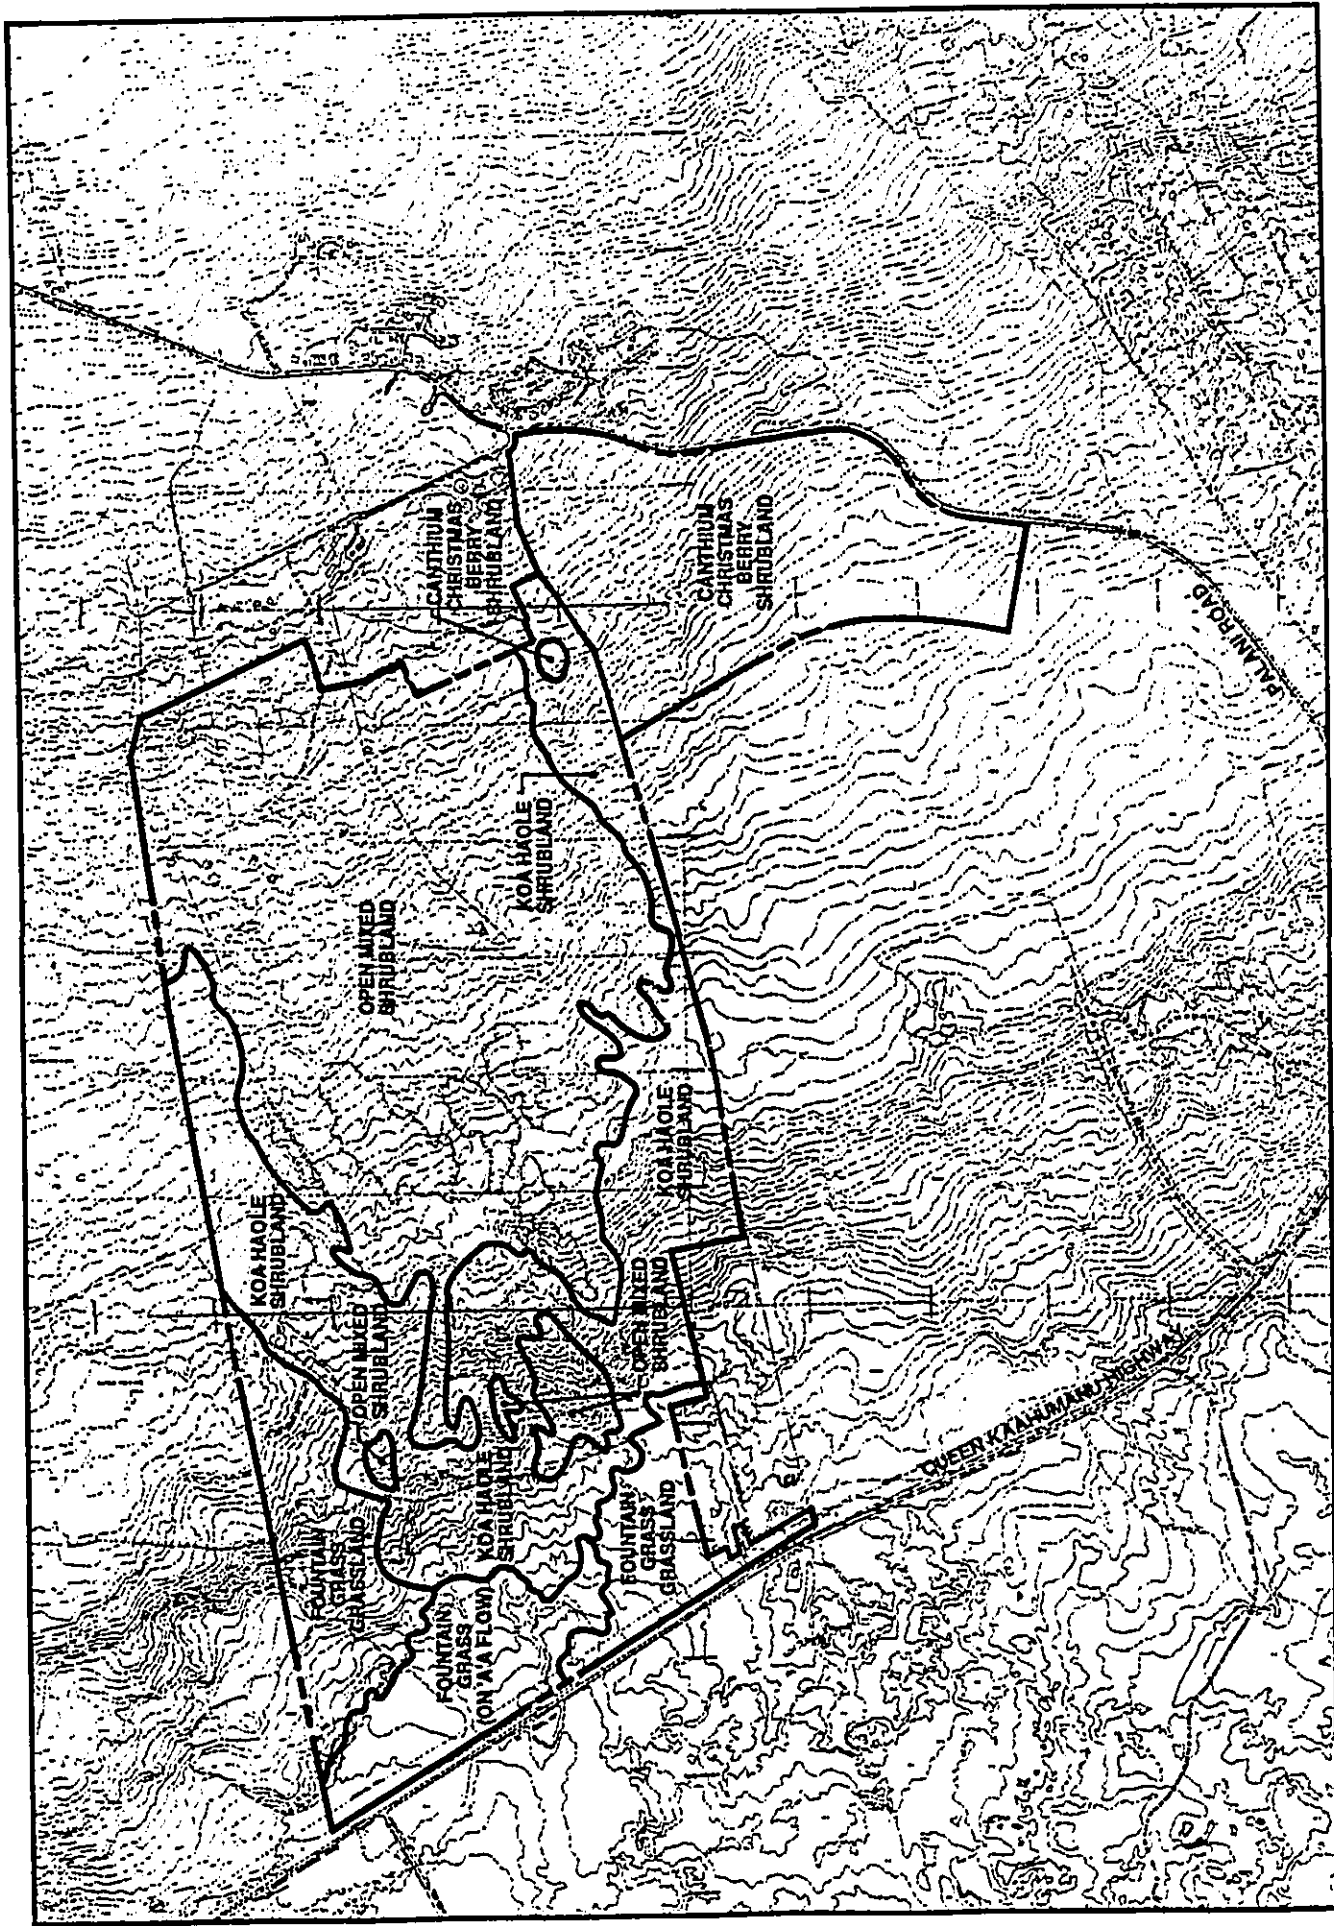 CANTHIUM
CHRISTMAS
BERRY
SHRUBLAND
CANTHIUM
CHRISTMAS
BERRY
SHRUBLAND
PALANI ROAD
KOA HAOLE
SHRUBLAND
OPEN MIXED
SHRUBLAND
KOA HAOLE
SHRUBLAND
KOA HAOLE
SHRUBLAND
OPEN MIXED
SHRUBLAND
OPEN MIXED
SHRUBLAND
QUEEN KAAHUMANU HIGHWAY
KOA HAOLE
SHRUBLAND
FOUNTAIN
GRASS
GRASSLAND
FOUNTAIN
GRASS
GRASSLAND
FOUNTAIN
GRASS
(ON 'A'A FLOW)